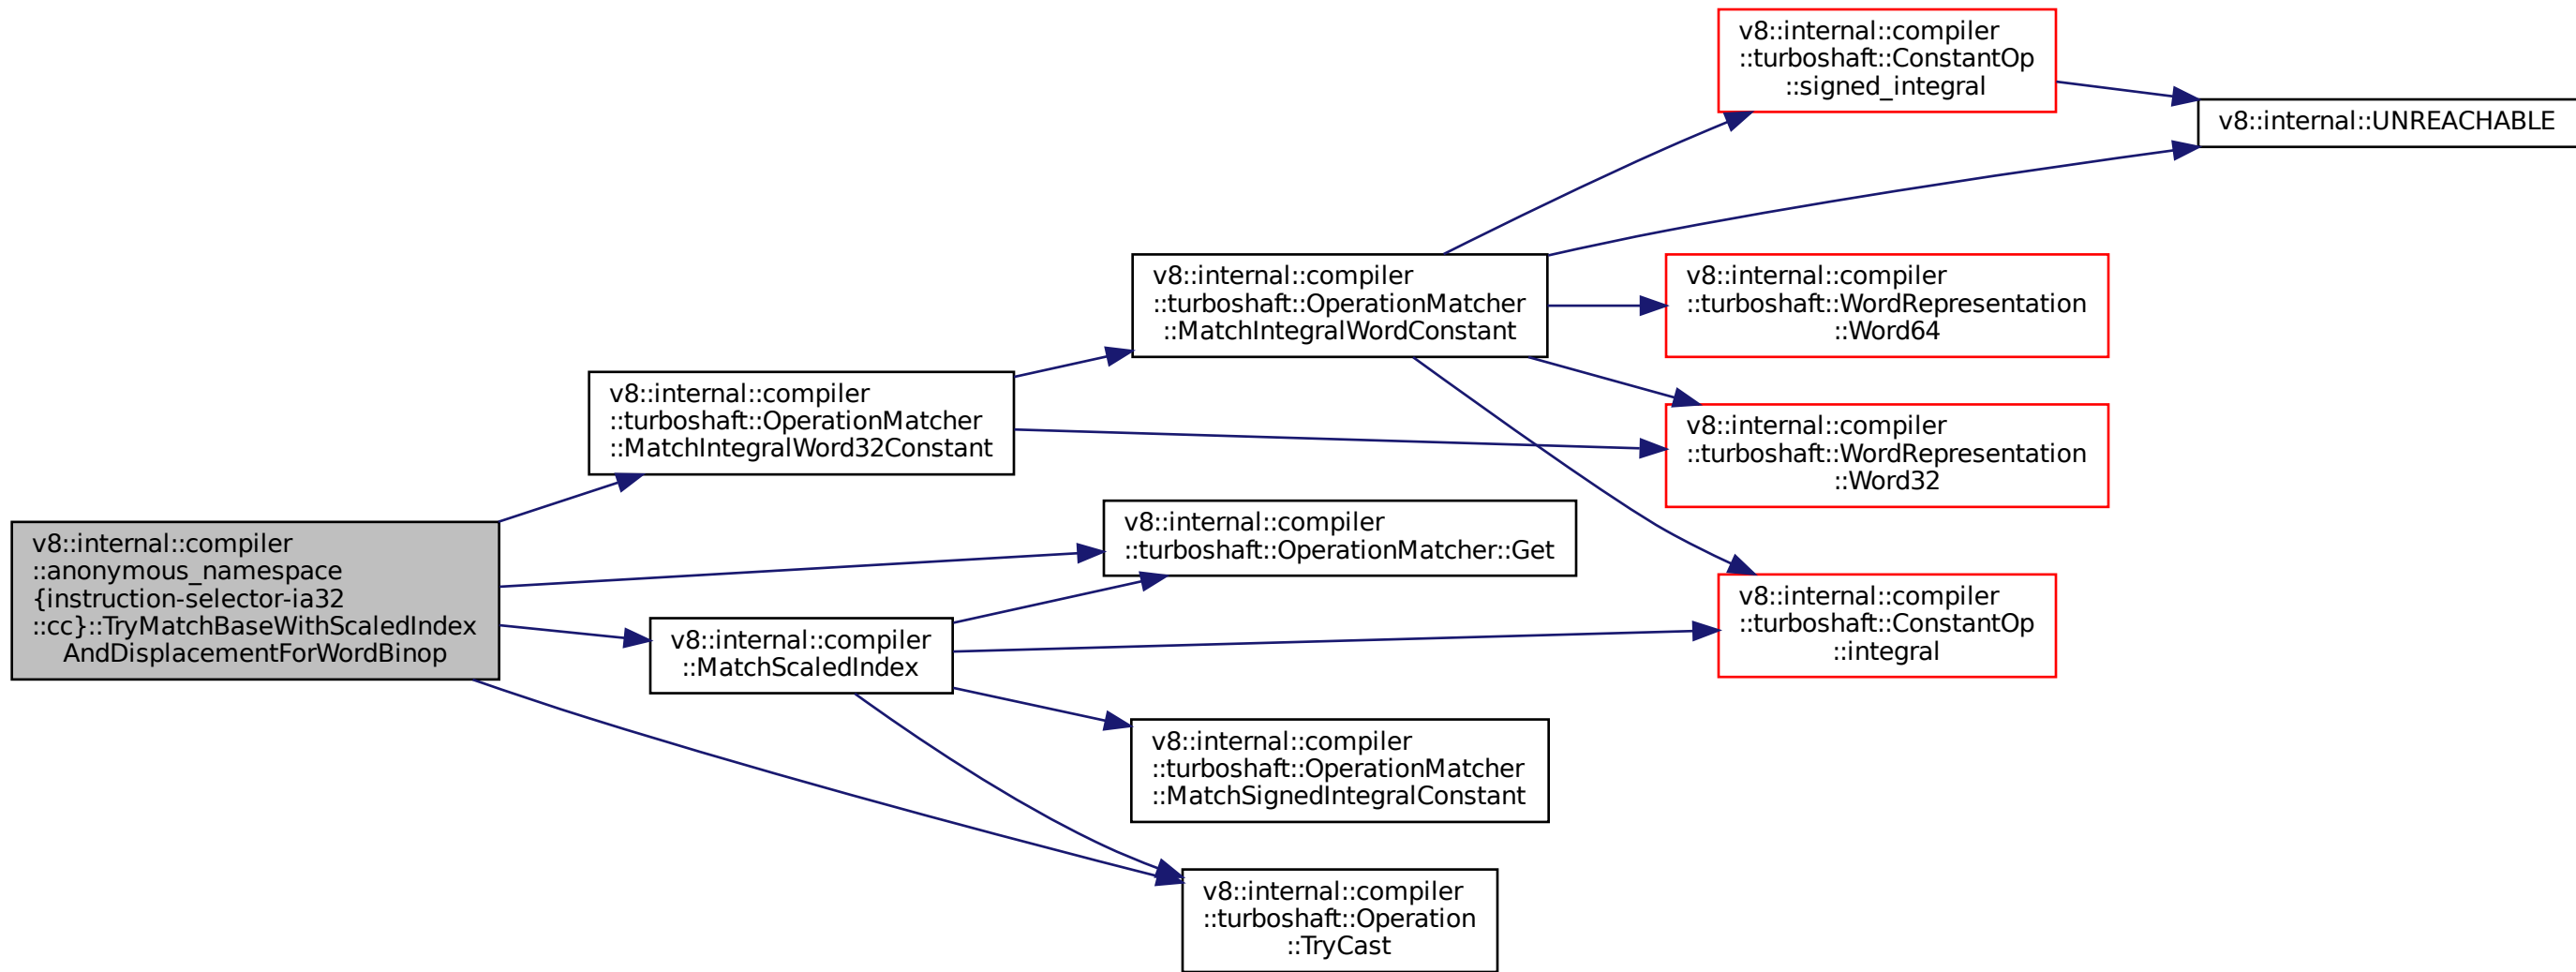 v8::internal::compiler
::anonymous_namespace
{instruction-selector-ia32
::cc}::TryMatchBaseWithScaledIndex
AndDisplacementForWordBinop
v8::internal::compiler
::turboshaft::OperationMatcher
::MatchIntegralWord32Constant
v8::internal::compiler
::MatchScaledIndex
v8::internal::compiler
::turboshaft::OperationMatcher
::MatchIntegralWordConstant
v8::internal::compiler
::turboshaft::OperationMatcher::Get
v8::internal::compiler
::turboshaft::OperationMatcher
::MatchSignedIntegralConstant
v8::internal::compiler
::turboshaft::Operation
::TryCast
v8::internal::compiler
::turboshaft::ConstantOp
::signed_integral
v8::internal::compiler
::turboshaft::WordRepresentation
::Word64
v8::internal::compiler
::turboshaft::WordRepresentation
::Word32
v8::internal::compiler
::turboshaft::ConstantOp
::integral
v8::internal::UNREACHABLE